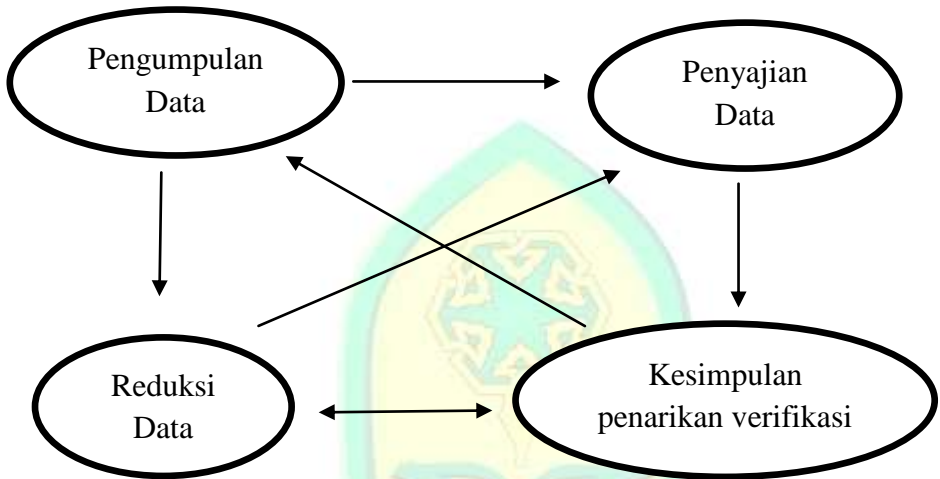 Pengumpulan
Data
Penyajian
Data
Reduksi
Data
Kesimpulan
penarikan verifikasi